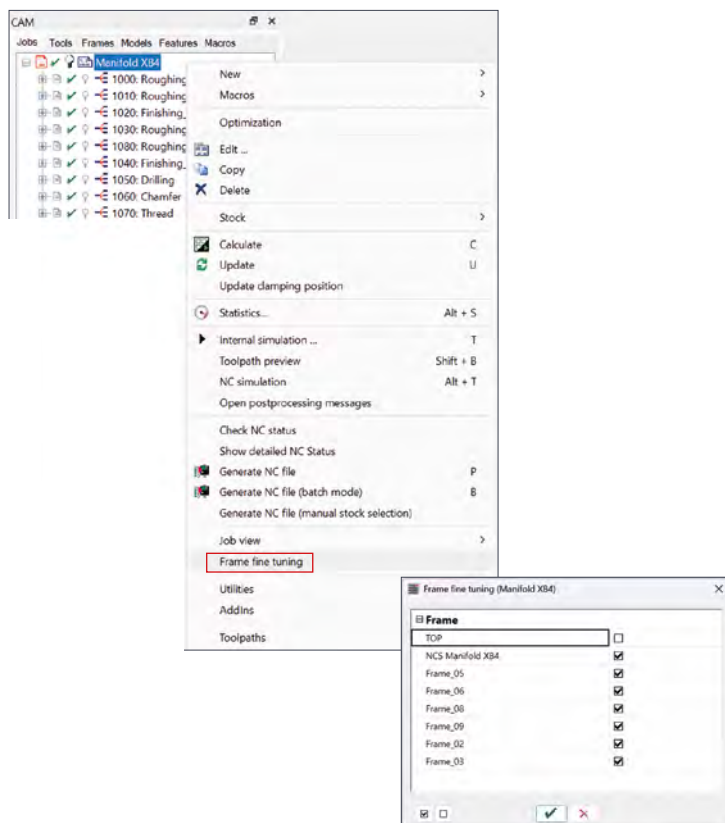 CAM
Jobs Tools Frames Models Features Macros
Manifold X84
1000: Roughing
1010: Roughing
1020: Finishing_
1030: Roughing
1080: Roughing
1040: Finishing_
1050: Drilling
1060: Chamfer
1070: Thread
New
Macros
Optimization
Edit ...
Copy
Delete
Stock
Calculate C
Update U
Update clamping position
Statistics... Alt + S
Internal simulation ... T
Toolpath preview Shift + B
NC simulation Alt + T
Open postprocessing messages
Check NC status
Show detailed NC Status
Generate NC file P
Generate NC file (batch mode) B
Generate NC file (manual stock selection)
Job view
Frame fine tuning
Utilities
AddIns
Toolpaths
Frame fine tuning (Manifold X84)
Frame
TOP
NCS Manifold X84
Frame_05
Frame_06
Frame_08
Frame_09
Frame_02
Frame_03